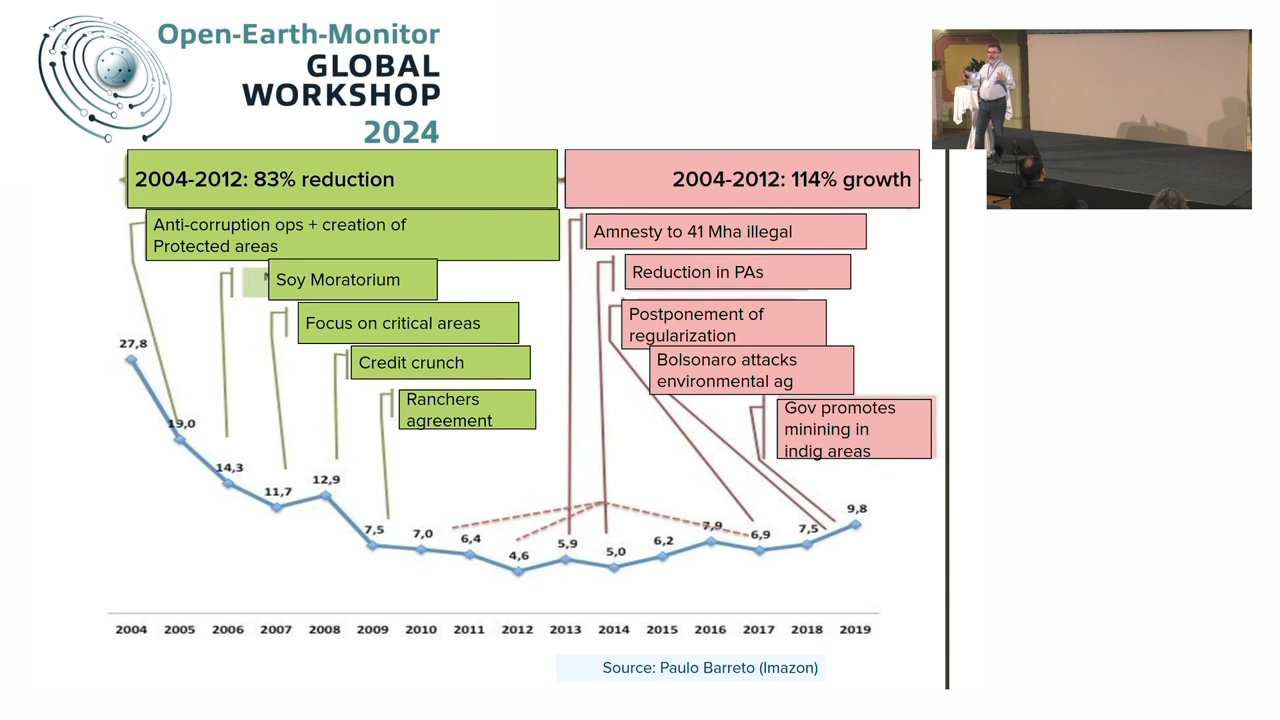 Open-Earth-Monitor
GLOBAL
WORKSHOP
2024
2004-2012: 83% reduction
2004-2012: 114% growth
Anti-corruption ops + creation of
Protected areas
Soy Moratorium
Focus on critical areas
Credit crunch
Ranchers
agreement
Amnesty to 41 Mha illegal
Reduction in PAs
Postponement of
regularization
Bolsonaro attacks
environmental ag
Gov promotes
minining in
indig areas
27,8
19,0
14,3
11,7
12,9
7,5
7,0
6,4
4,6
5,9
5,0
6,2
7,9
6,9
7,5
9,8
2004 2005 2006 2007 2008 2009 2010 2011 2012 2013 2014 2015 2016 2017 2018 2019
Source: Paulo Barreto (Imazon)